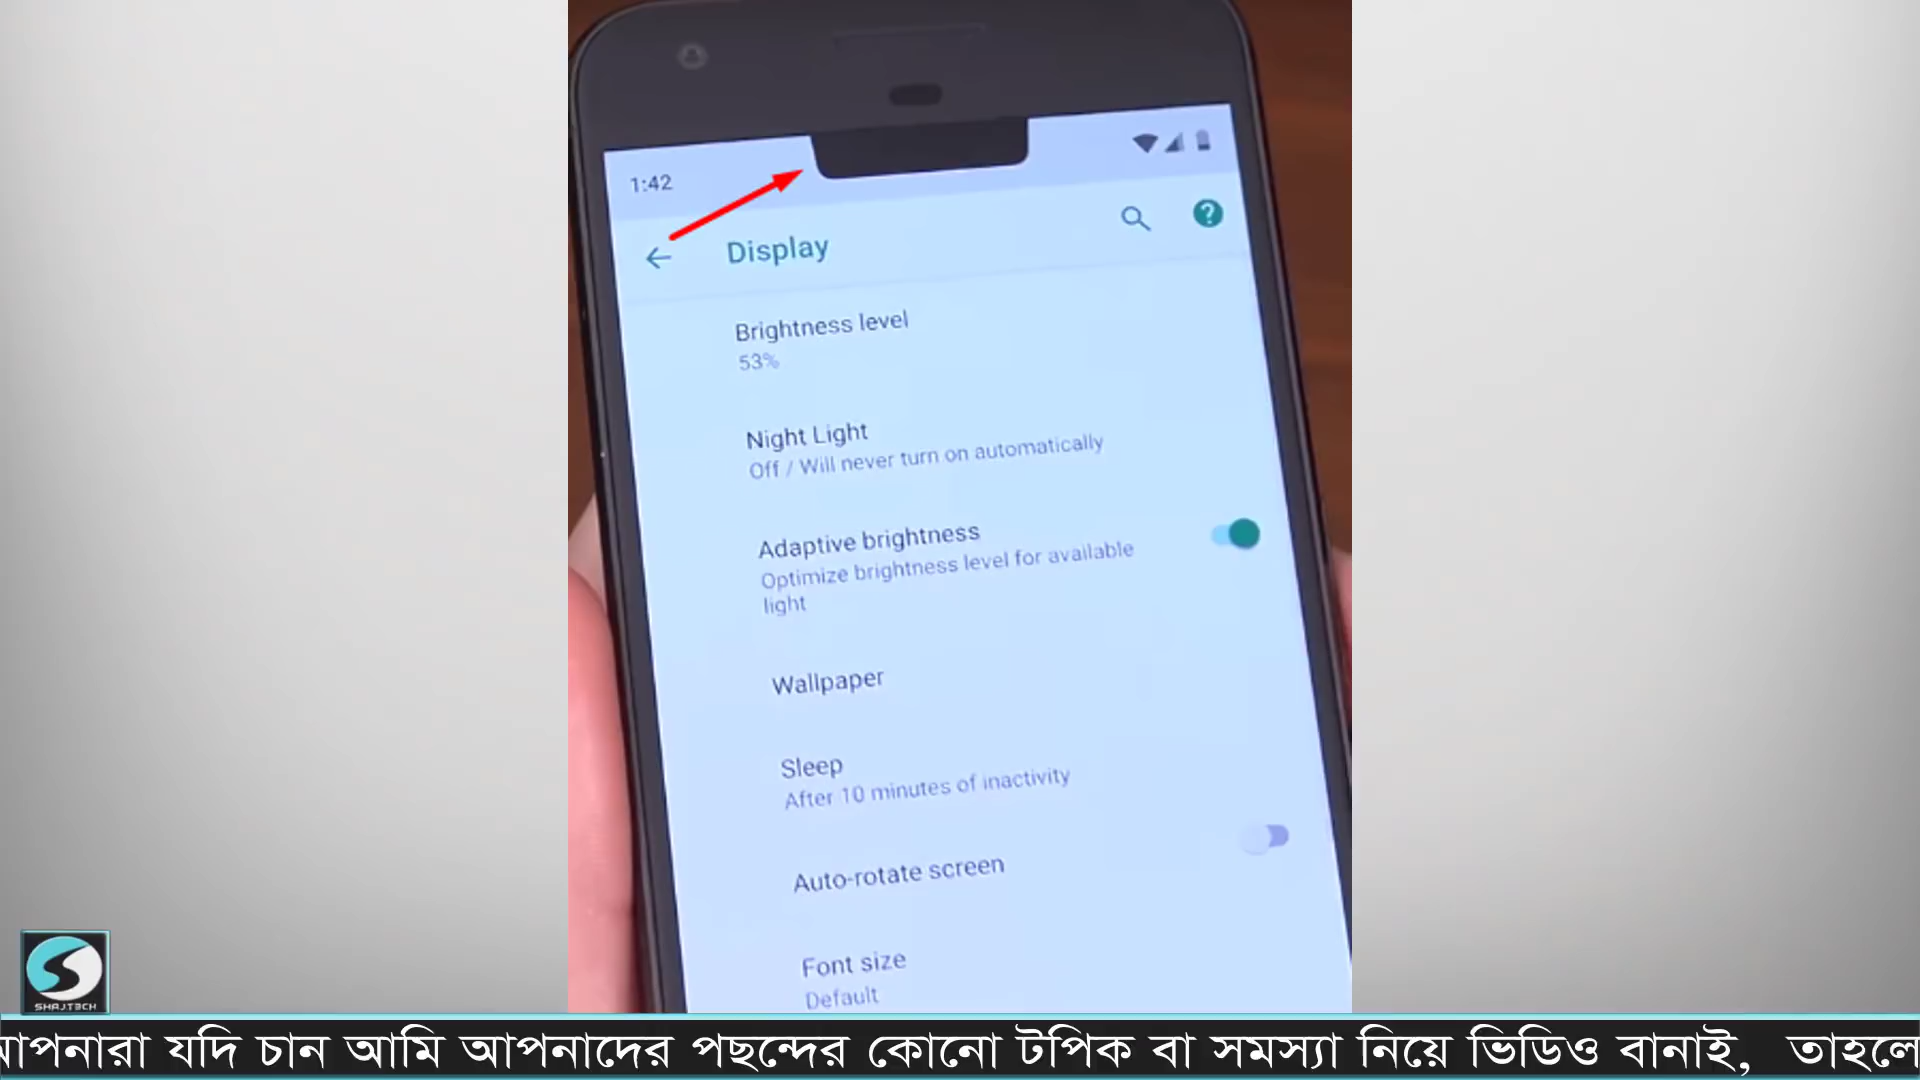 1:42
Display
Brightness level
53%
Night Light
Off / Will never turn on automatically
Adaptive brightness
Optimize brightness level for available
light
Wallpaper
Sleep
After 10 minutes of inactivity
Auto-rotate screen
Font size
Default
SHAJTECH
আপনারা যদি চান আমি আপনাদের পছন্দের কোনো টপিক বা সমস্যা নিয়ে ভিডিও বানাই, তাহলে